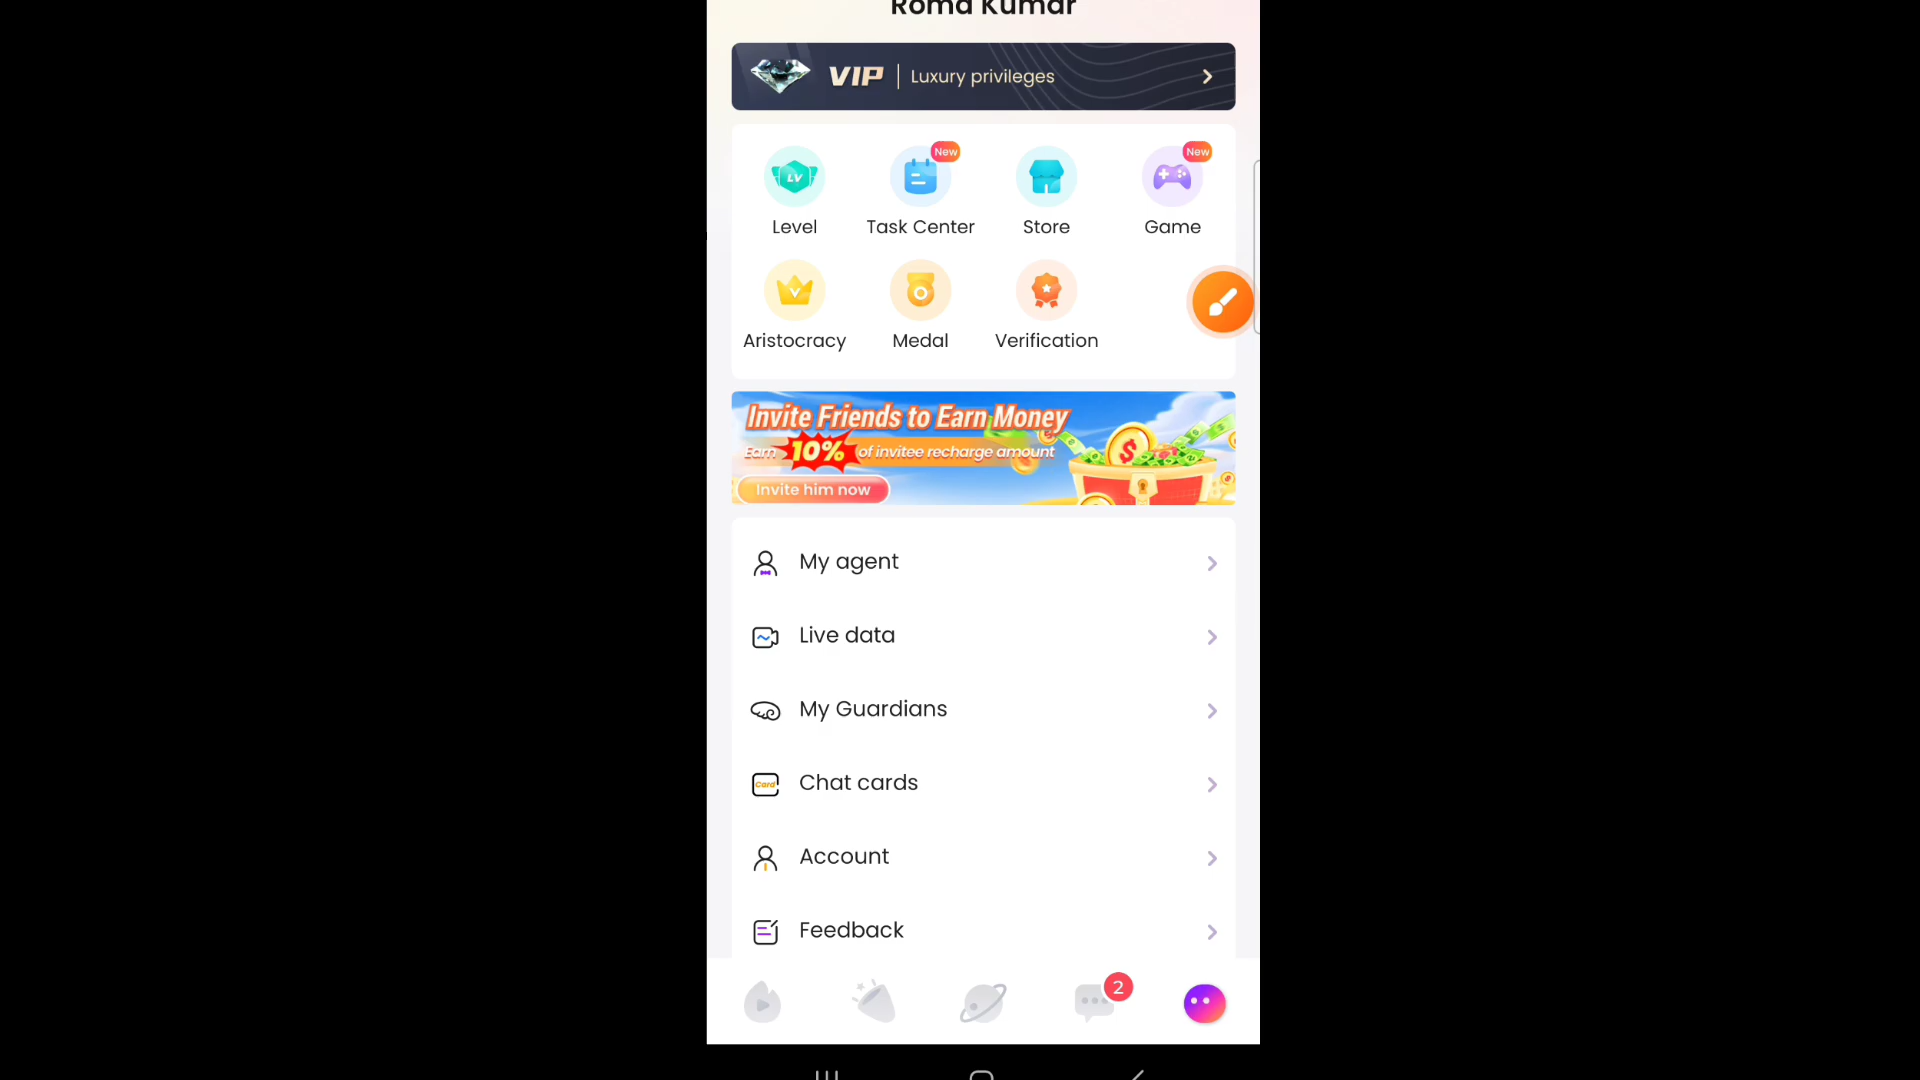 Roma Kumar
VIP | Luxury privileges
New
New
LV
Level
Task Center
Store
Game
Aristocracy
Medal
Verification
Invite Friends to Earn Money
Earn 10% of invitee recharge amount
Invite him now
My agent
Live data
My Guardians
Card
Chat cards
Account
Feedback
2